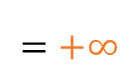 = +∞